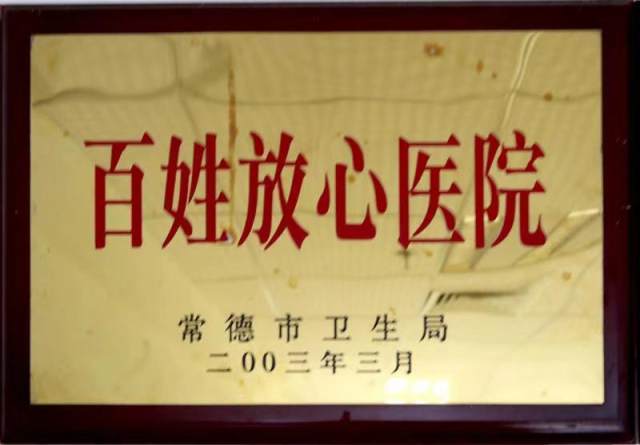 百姓放心医院
常德市卫生局
二00三年三月